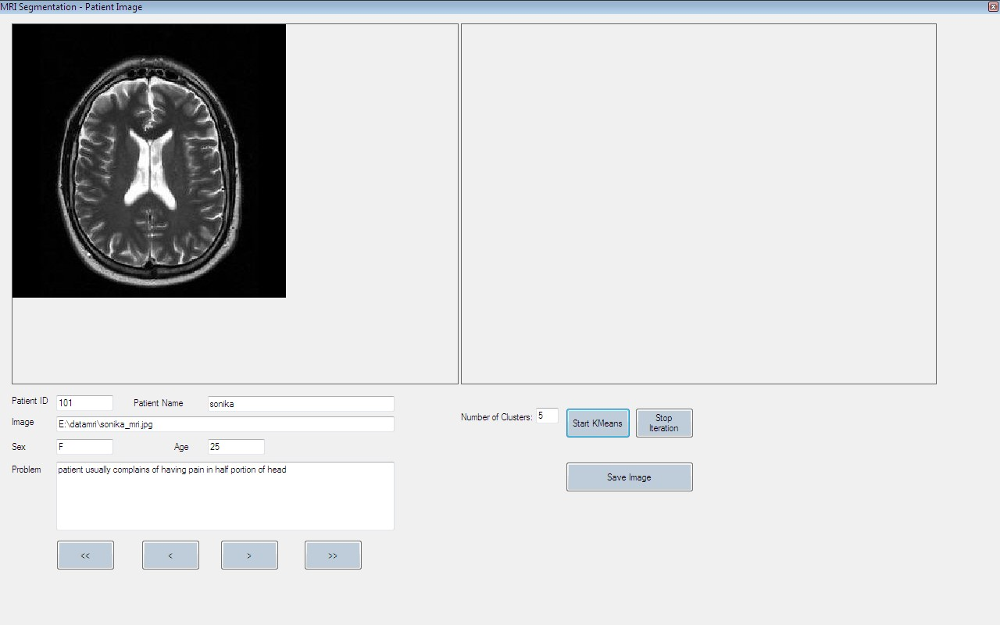 MRI Segmentation - Patient Image
Patient ID 101 Patient Name sonika
Image E:\datamri\sonika_mri.jpg
Sex F Age 25
Problem patient usually complains of having pain in half portion of head
<< < > >>
Number of Clusters: 5 Start KMeans Stop
Iteration
Save Image